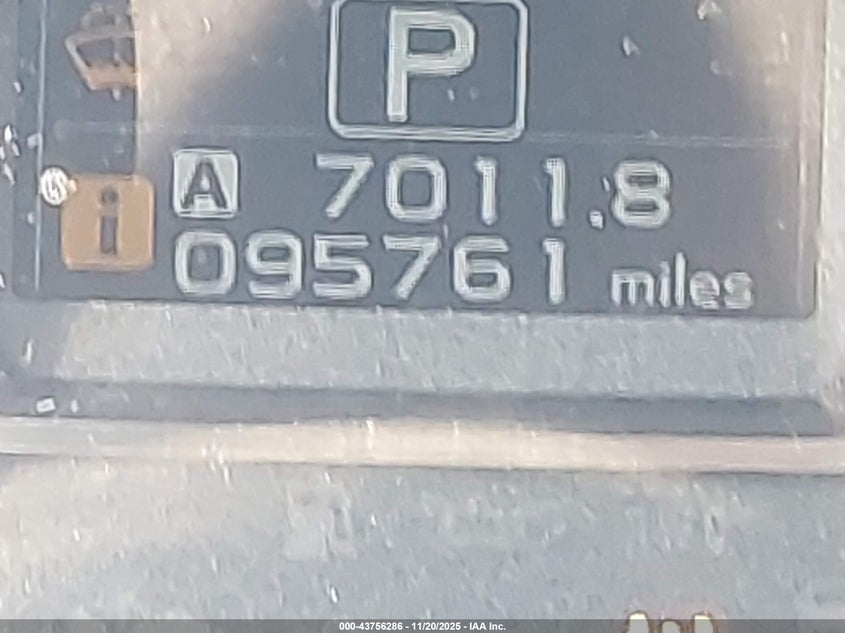 P
A 7011.8
i
095761 miles
000-43756286 - 11/20/2025 - IAA Inc.